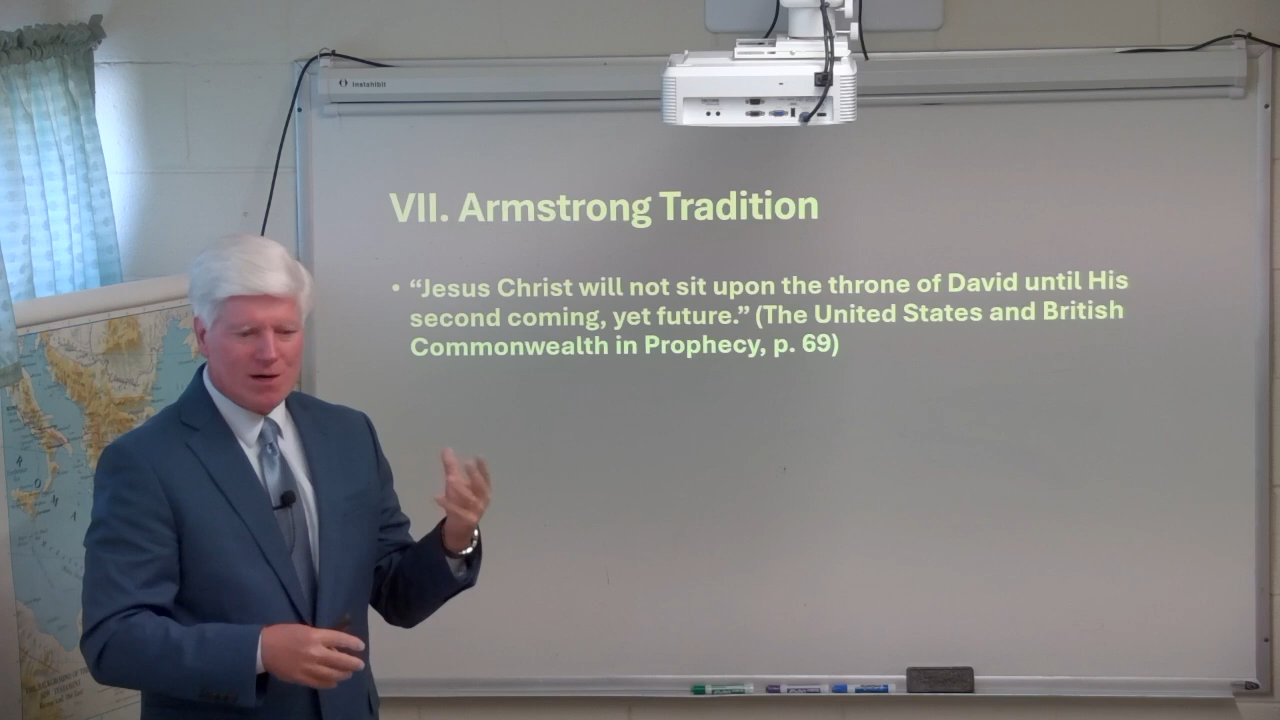 Instahibit
VII. Armstrong Tradition
• “Jesus Christ will not sit upon the throne of David until His
second coming, yet future.” (The United States and British
Commonwealth in Prophecy, p. 69)